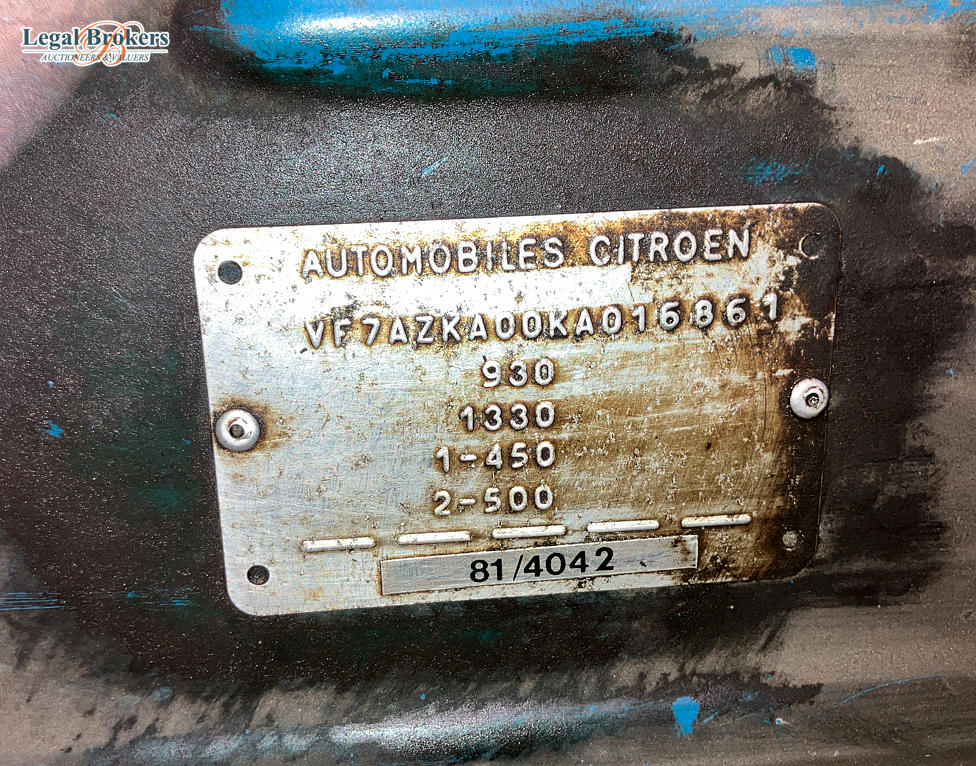 Legal Brokers
AUCTIONEERS & VALUERS
AUTOMOBILES CITROEN
VF7AZKA00KA016861
930
1330
1-450
2-500
81/4042